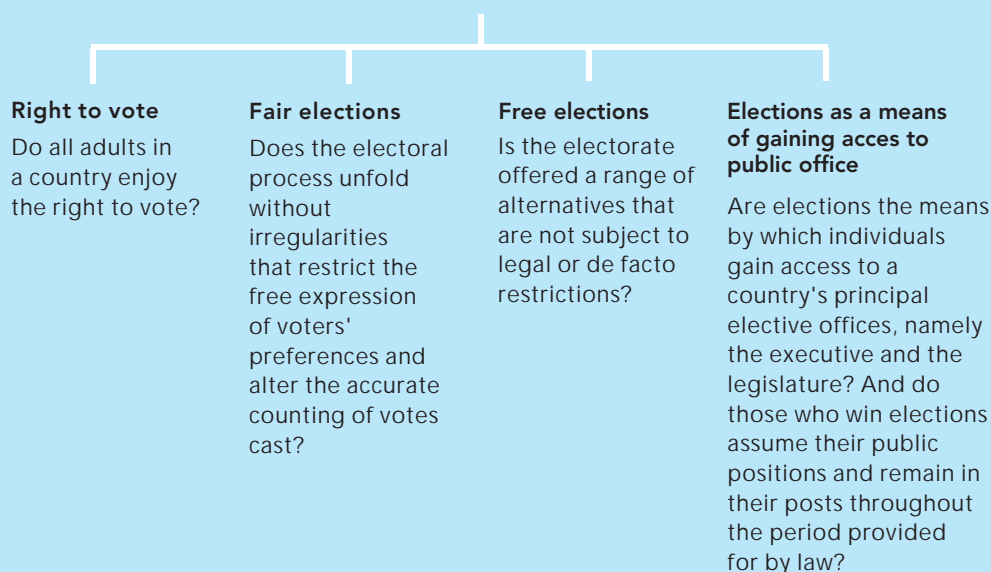 Right to vote
Do all adults in
a country enjoy
the right to vote?
Fair elections
Does the electoral
process unfold
without
irregularities
that restrict the
free expression
of voters'
preferences and
alter the accurate
counting of votes
cast?
Free elections
Is the electorate
offered a range of
alternatives that
are not subject to
legal or de facto
restrictions?
Elections as a means
of gaining acces to
public office
Are elections the means
by which individuals
gain access to a
country's principal
elective offices, namely
the executive and the
legislature? And do
those who win elections
assume their public
positions and remain in
their posts throughout
the period provided
for by law?